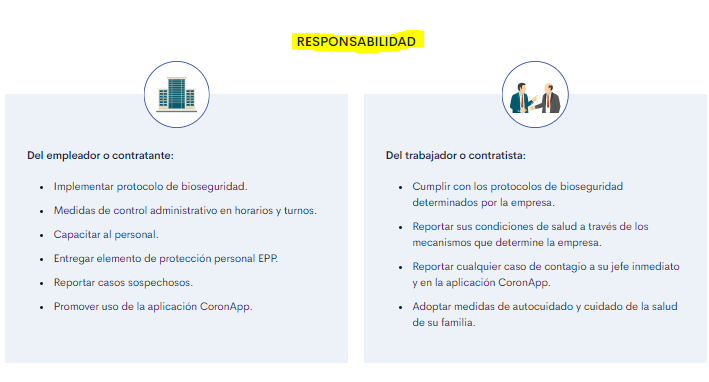 RESPONSABILIDAD
Del empleador o contratante:
• Implementar protocolo de bioseguridad.
• Medidas de control administrativo en horarios y turnos.
• Capacitar al personal.
• Entregar elemento de protección personal EPP.
• Reportar casos sospechosos.
• Promover uso de la aplicación CoronApp.
Del trabajador o contratista:
• Cumplir con los protocolos de bioseguridad
determinados por la empresa.
• Reportar sus condiciones de salud a través de los
mecanismos que determine la empresa.
• Reportar cualquier caso de contagio a su jefe inmediato
y en la aplicación CoronApp.
• Adoptar medidas de autocuidado y cuidado de la salud
de su familia.